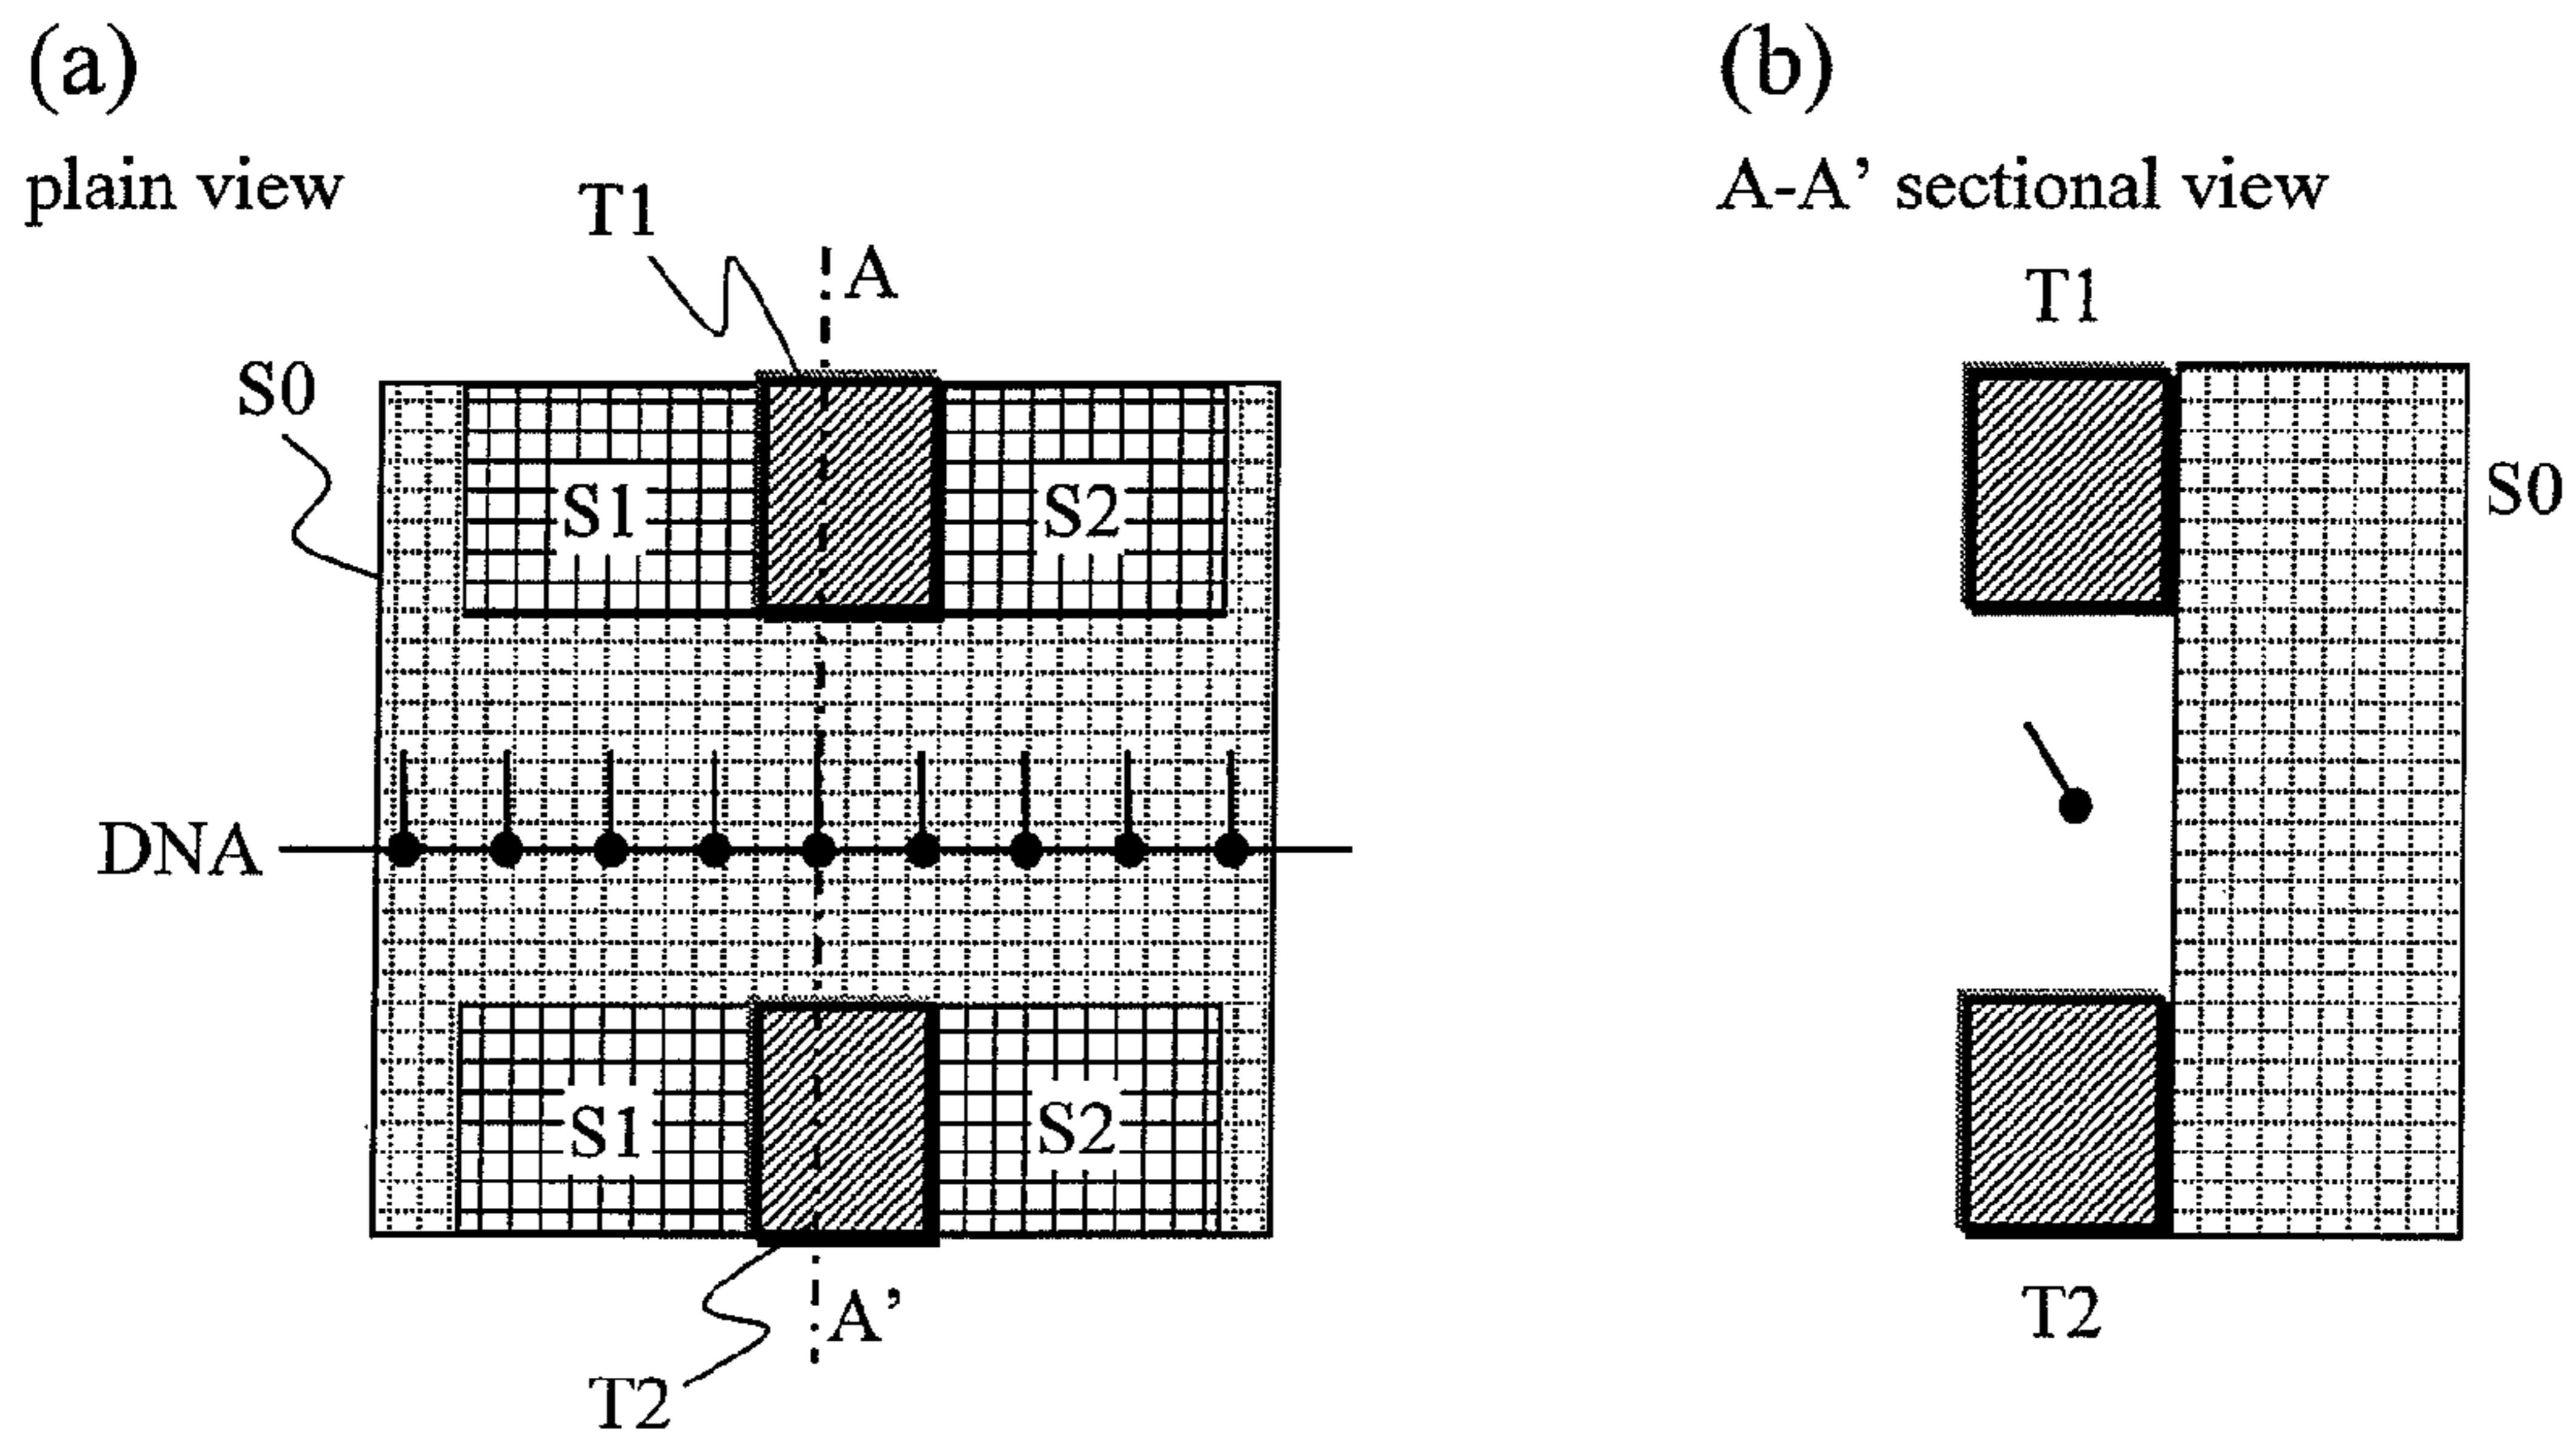 (a)
plain view
T1
A
S0
S1
S2
DNA
S1
S2
A’
T2
(b)
A-A’ sectional view
T1
S0
T2